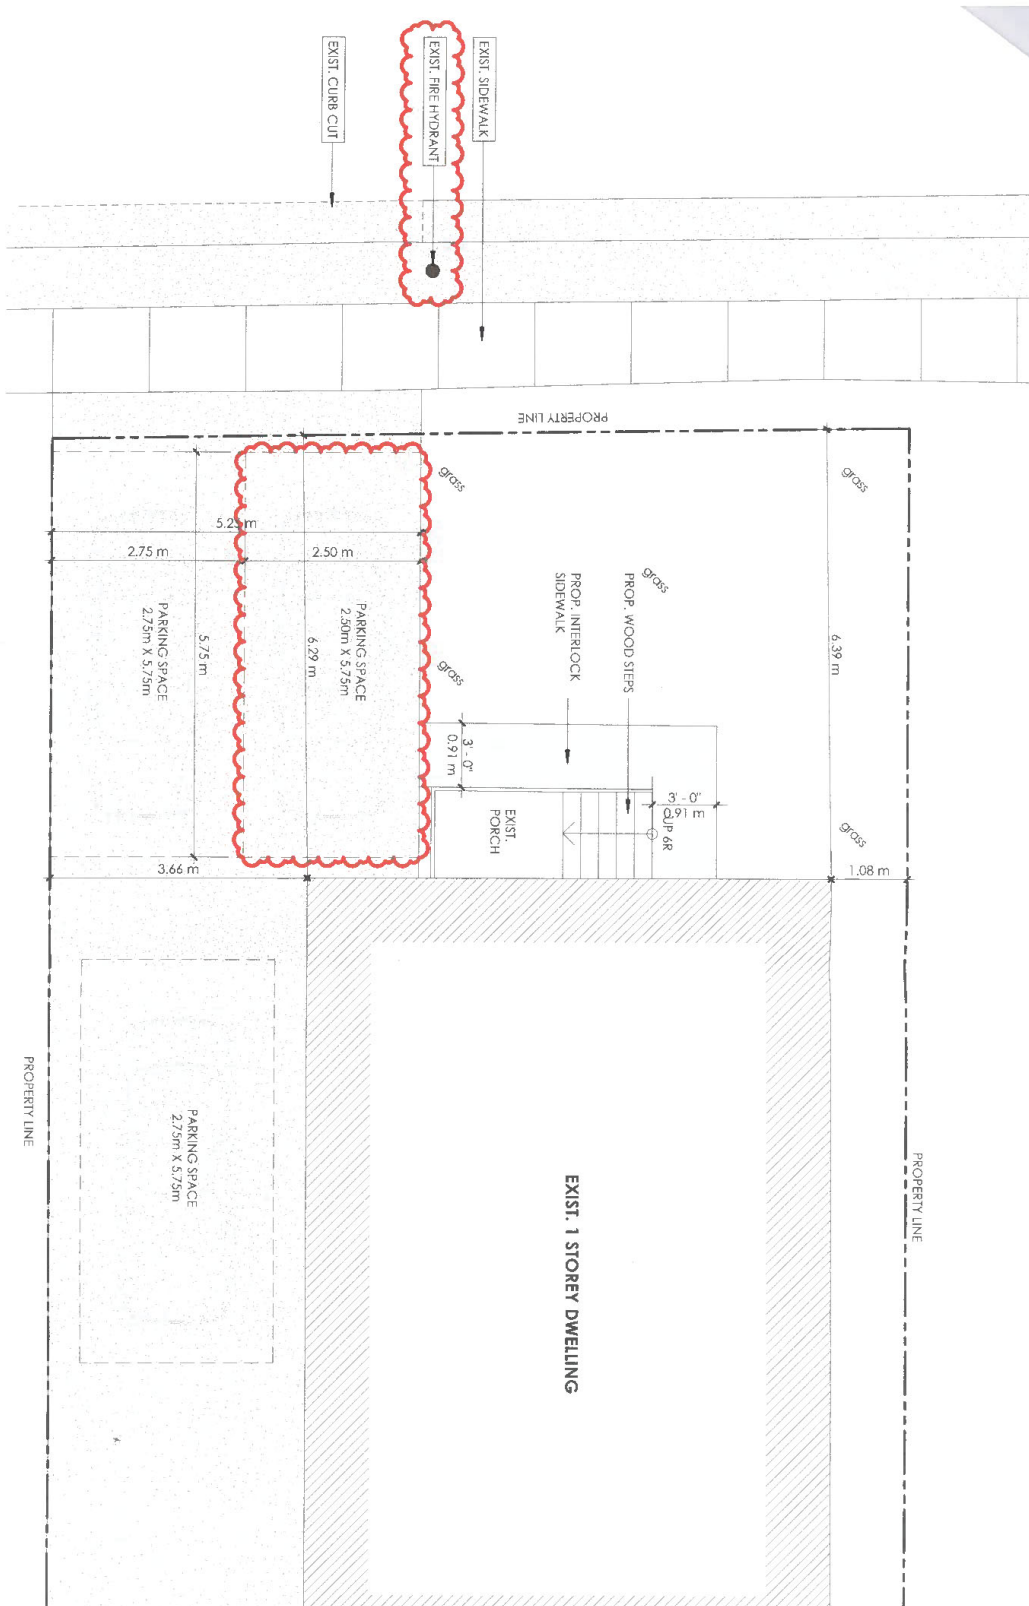 EXIST. CURB CUT
EXIST. FIRE HYDRANT
EXIST. SIDEWALK
PROPERTY LINE
grass
grass
5.25 m
2.75 m
2.50 m
grass
PROP. INTERLOCK
SIDEWALK
PROP. WOOD STEPS
PARKING SPACE
2.75m X 5.75m
5.75 m
6.29 m
PARKING SPACE
2.50m X 5.75m
grass
6.39 m
3' - 0"
0.91 m
3' - 0"
0.91 m
EXIST.
PORCH
UP 6R
grass
3.66 m
1.08 m
PROPERTY LINE
PARKING SPACE
2.75m X 5.75m
EXIST. 1 STOREY DWELLING
PROPERTY LINE